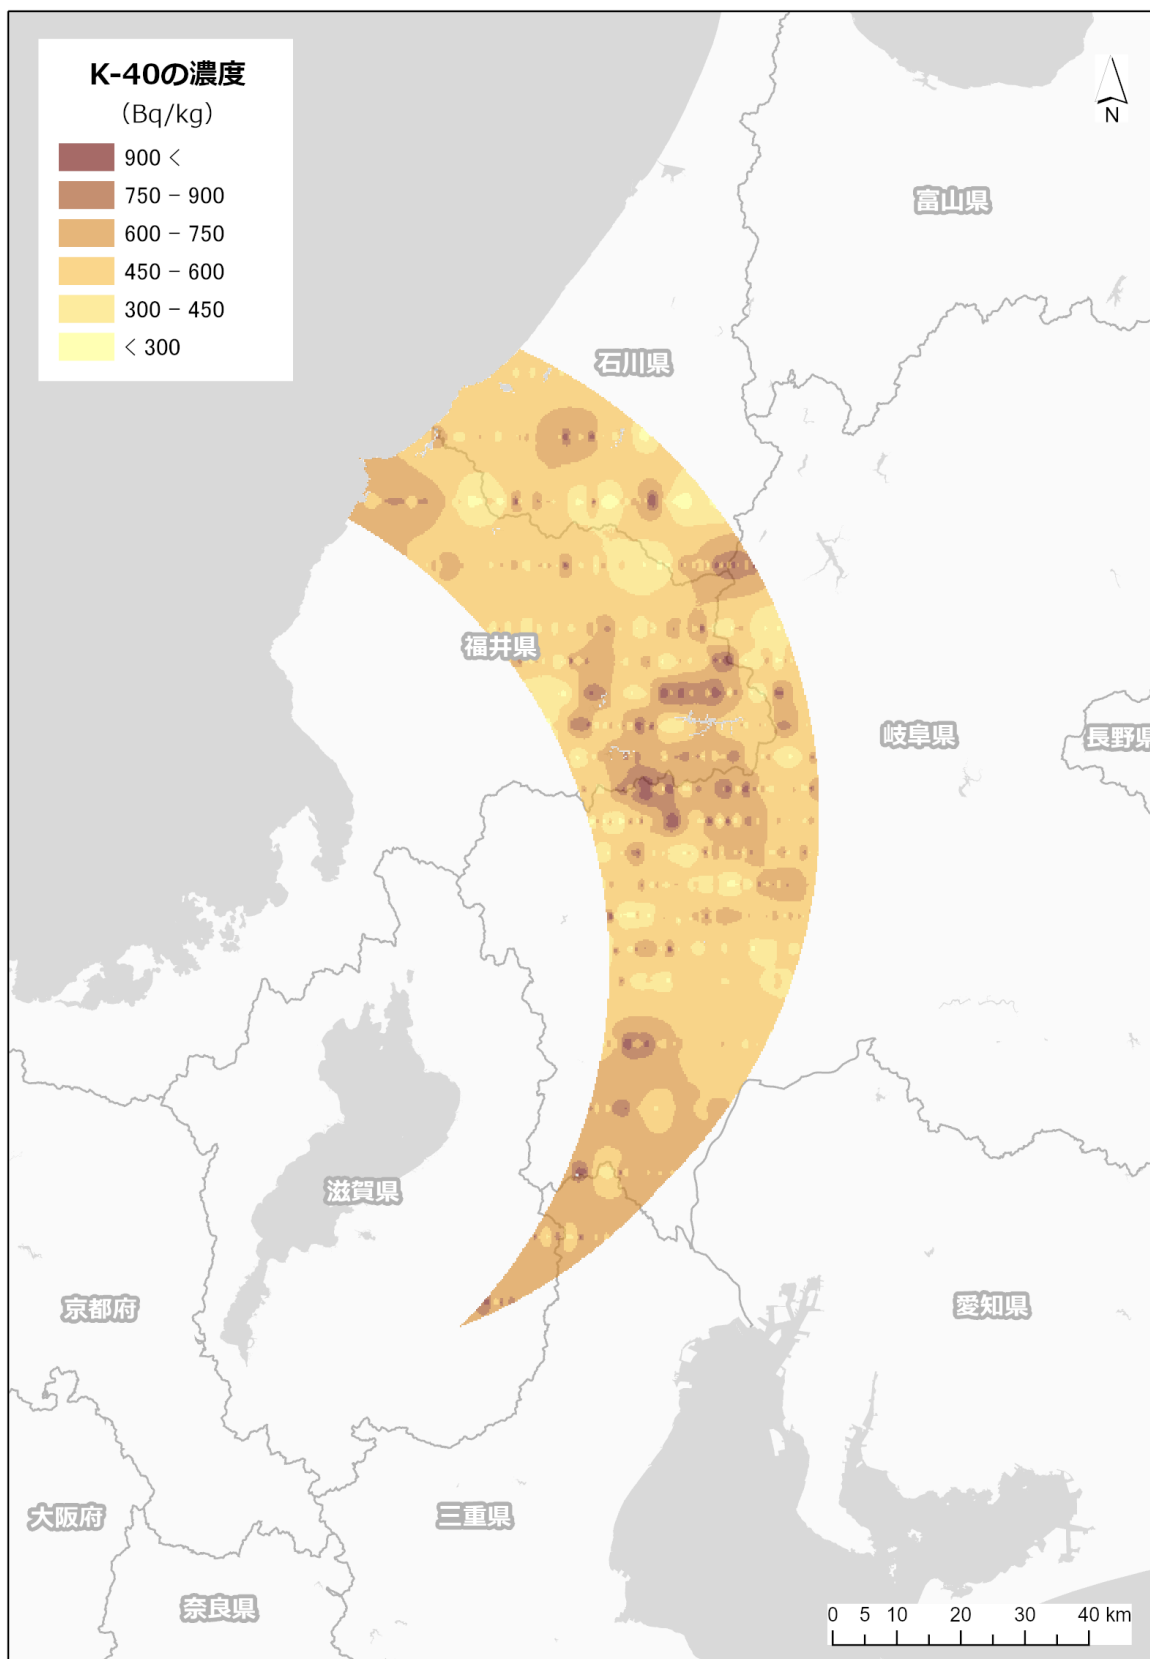 K-40の濃度
（Bq/kg）
900 <
750 – 900
600 – 750
450 – 600
300 – 450
< 300
N
富山県
石川県
福井県
岐阜県
長野県
滋賀県
京都府
愛知県
大阪府
三重県
奈良県
0 5 10 20 30 40 km